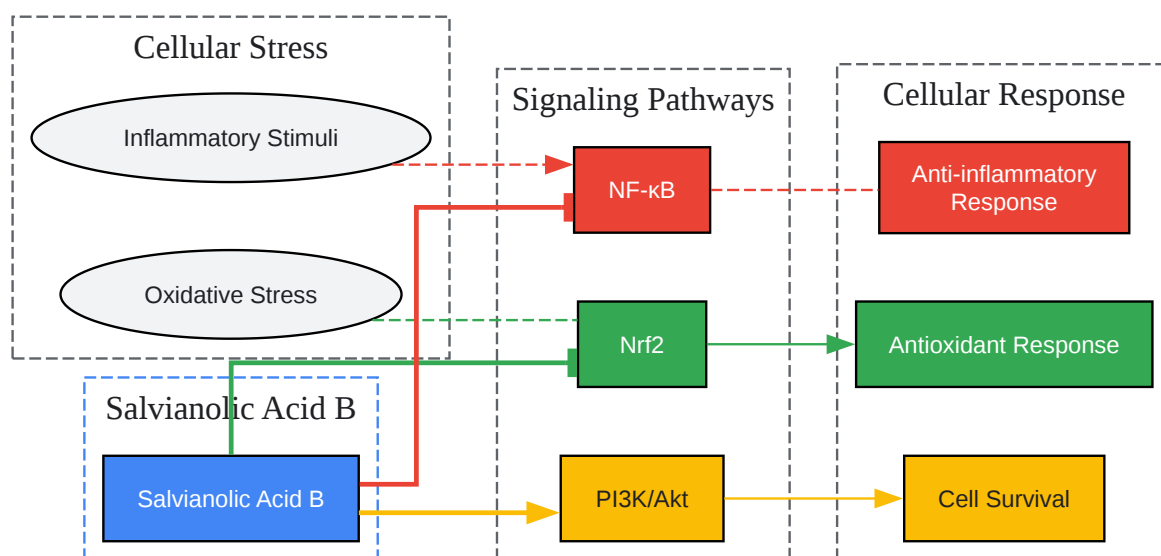 Cellular Stress
Inflammatory Stimuli
Oxidative Stress
Salvianolic Acid B
Salvianolic Acid B
Signaling Pathways
NF-κB
Nrf2
PI3K/Akt
Cellular Response
Anti-inflammatory
Response
Antioxidant Response
Cell Survival